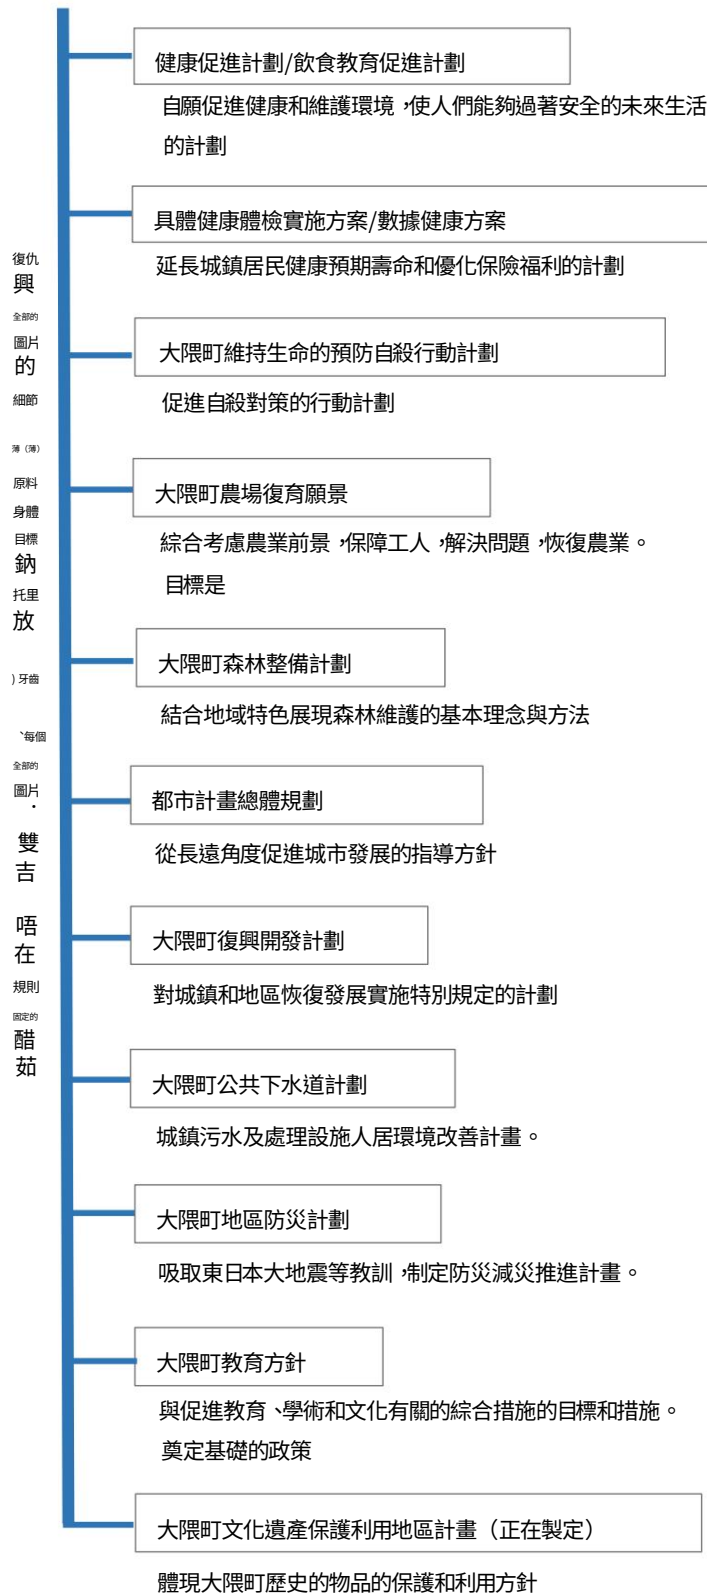 健康促進計劃/飲食教育促進計劃
自願促進健康和維護環境，使人們能夠過著安全的未來生活
的計劃
具體健康體檢實施方案/數據健康方案
延長城鎮居民健康預期壽命和優化保險福利的計劃
大隈町維持生命的預防自殺行動計劃
促進自殺對策的行動計劃
大隈町農場復育願景
綜合考慮農業前景，保障工人，解決問題，恢復農業。
目標是
大隈町森林整備計劃
結合地域特色展現森林維護的基本理念與方法
都市計畫總體規劃
從長遠角度促進城市發展的指導方針
大隈町復興開發計劃
對城鎮和地區恢復發展實施特別規定的計劃
大隈町公共下水道計劃
城鎮污水及處理設施人居環境改善計畫。
大隈町地區防災計劃
吸取東日本大地震等教訓，制定防災減災推進計畫。
大隈町教育方針
與促進教育、學術和文化有關的綜合措施的目標和措施。
奠定基礎的政策
大隈町文化遺產保護利用地區計畫（正在製定）
體現大隈町歷史的物品的保護和利用方針
復仇
興
全部的
圖片
的
細節
薄（薄）
原料
身體
目標
鈉
托里
放
）牙齒
、每個
全部的
圖片
・
雙
吉
唔
在
規則
固定的
醋
茹